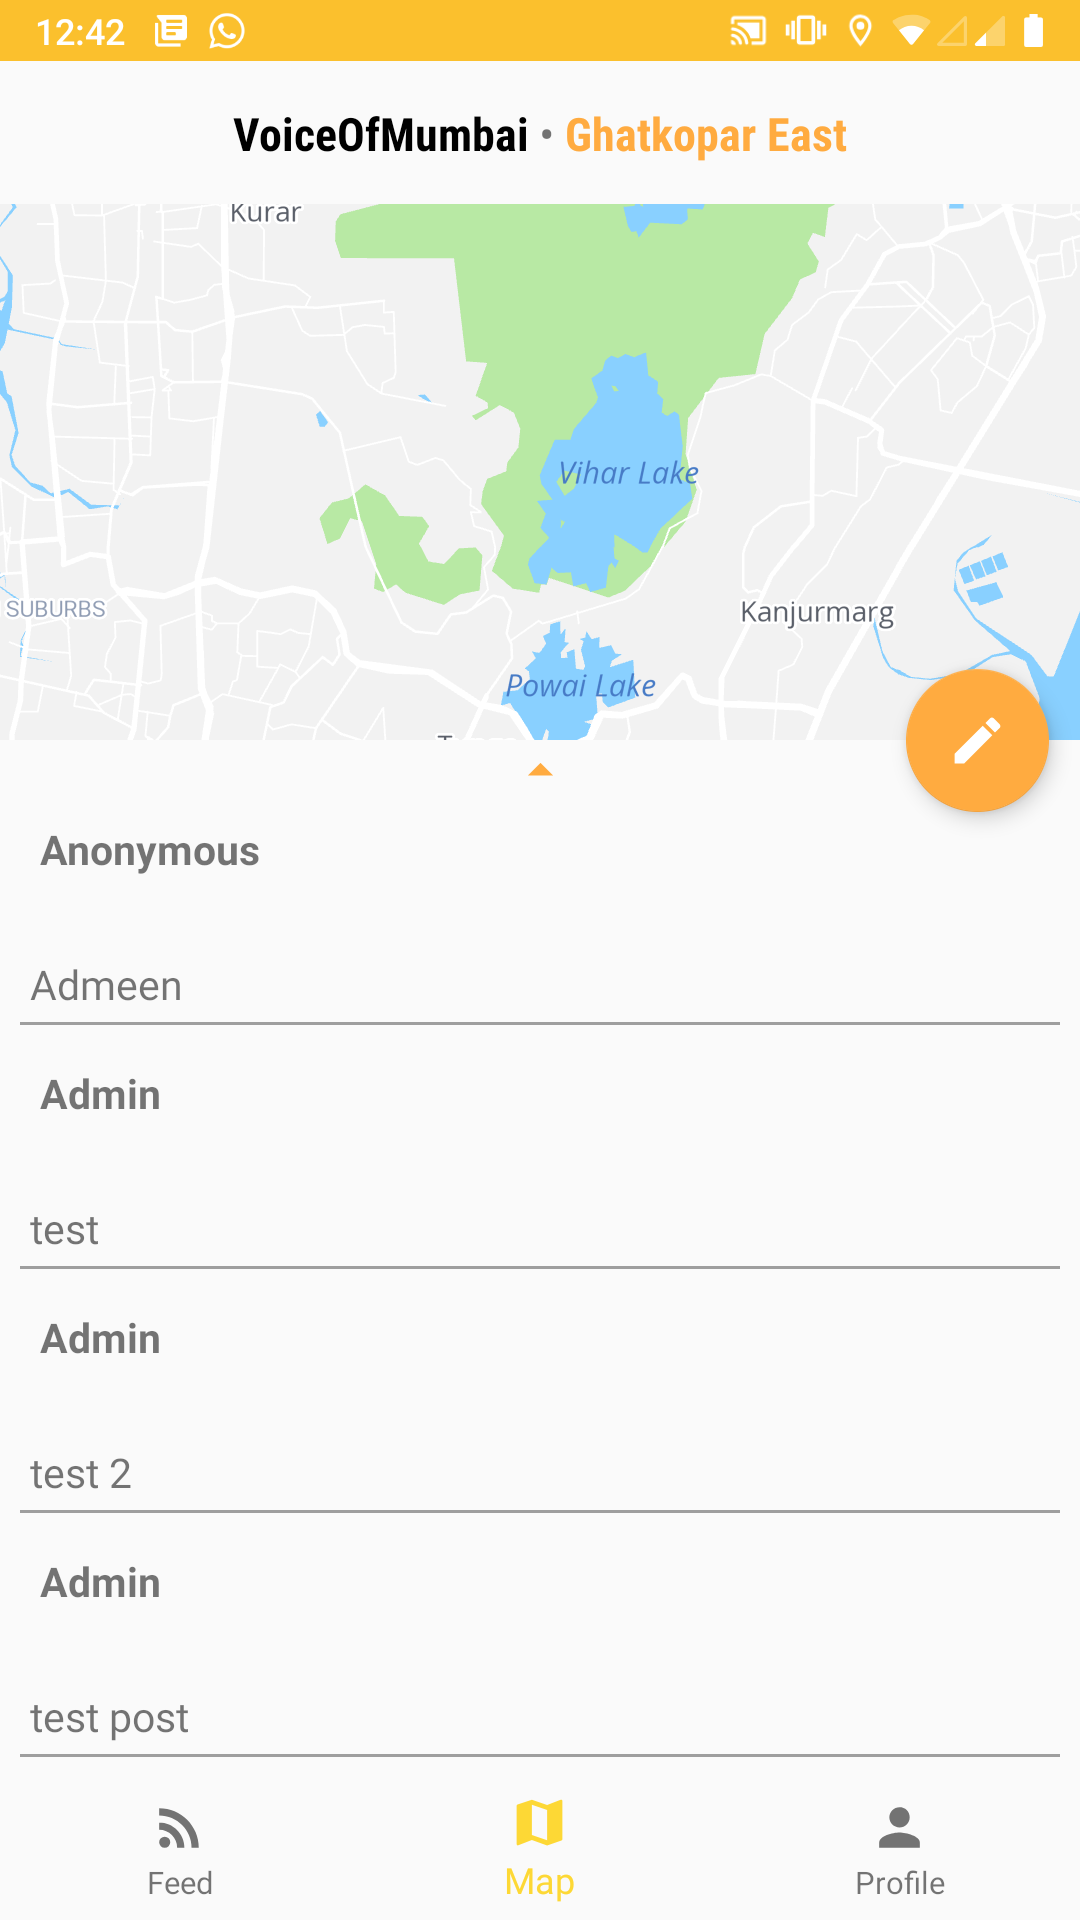 12:42
VoiceOfMumbai • Ghatkopar East
Kurar
Vihar Lake
SUBURBS
Kanjurmarg
Powai Lake
Anonymous
Admeen
Admin
test
Admin
test 2
Admin
test post
Feed
Map
Profile